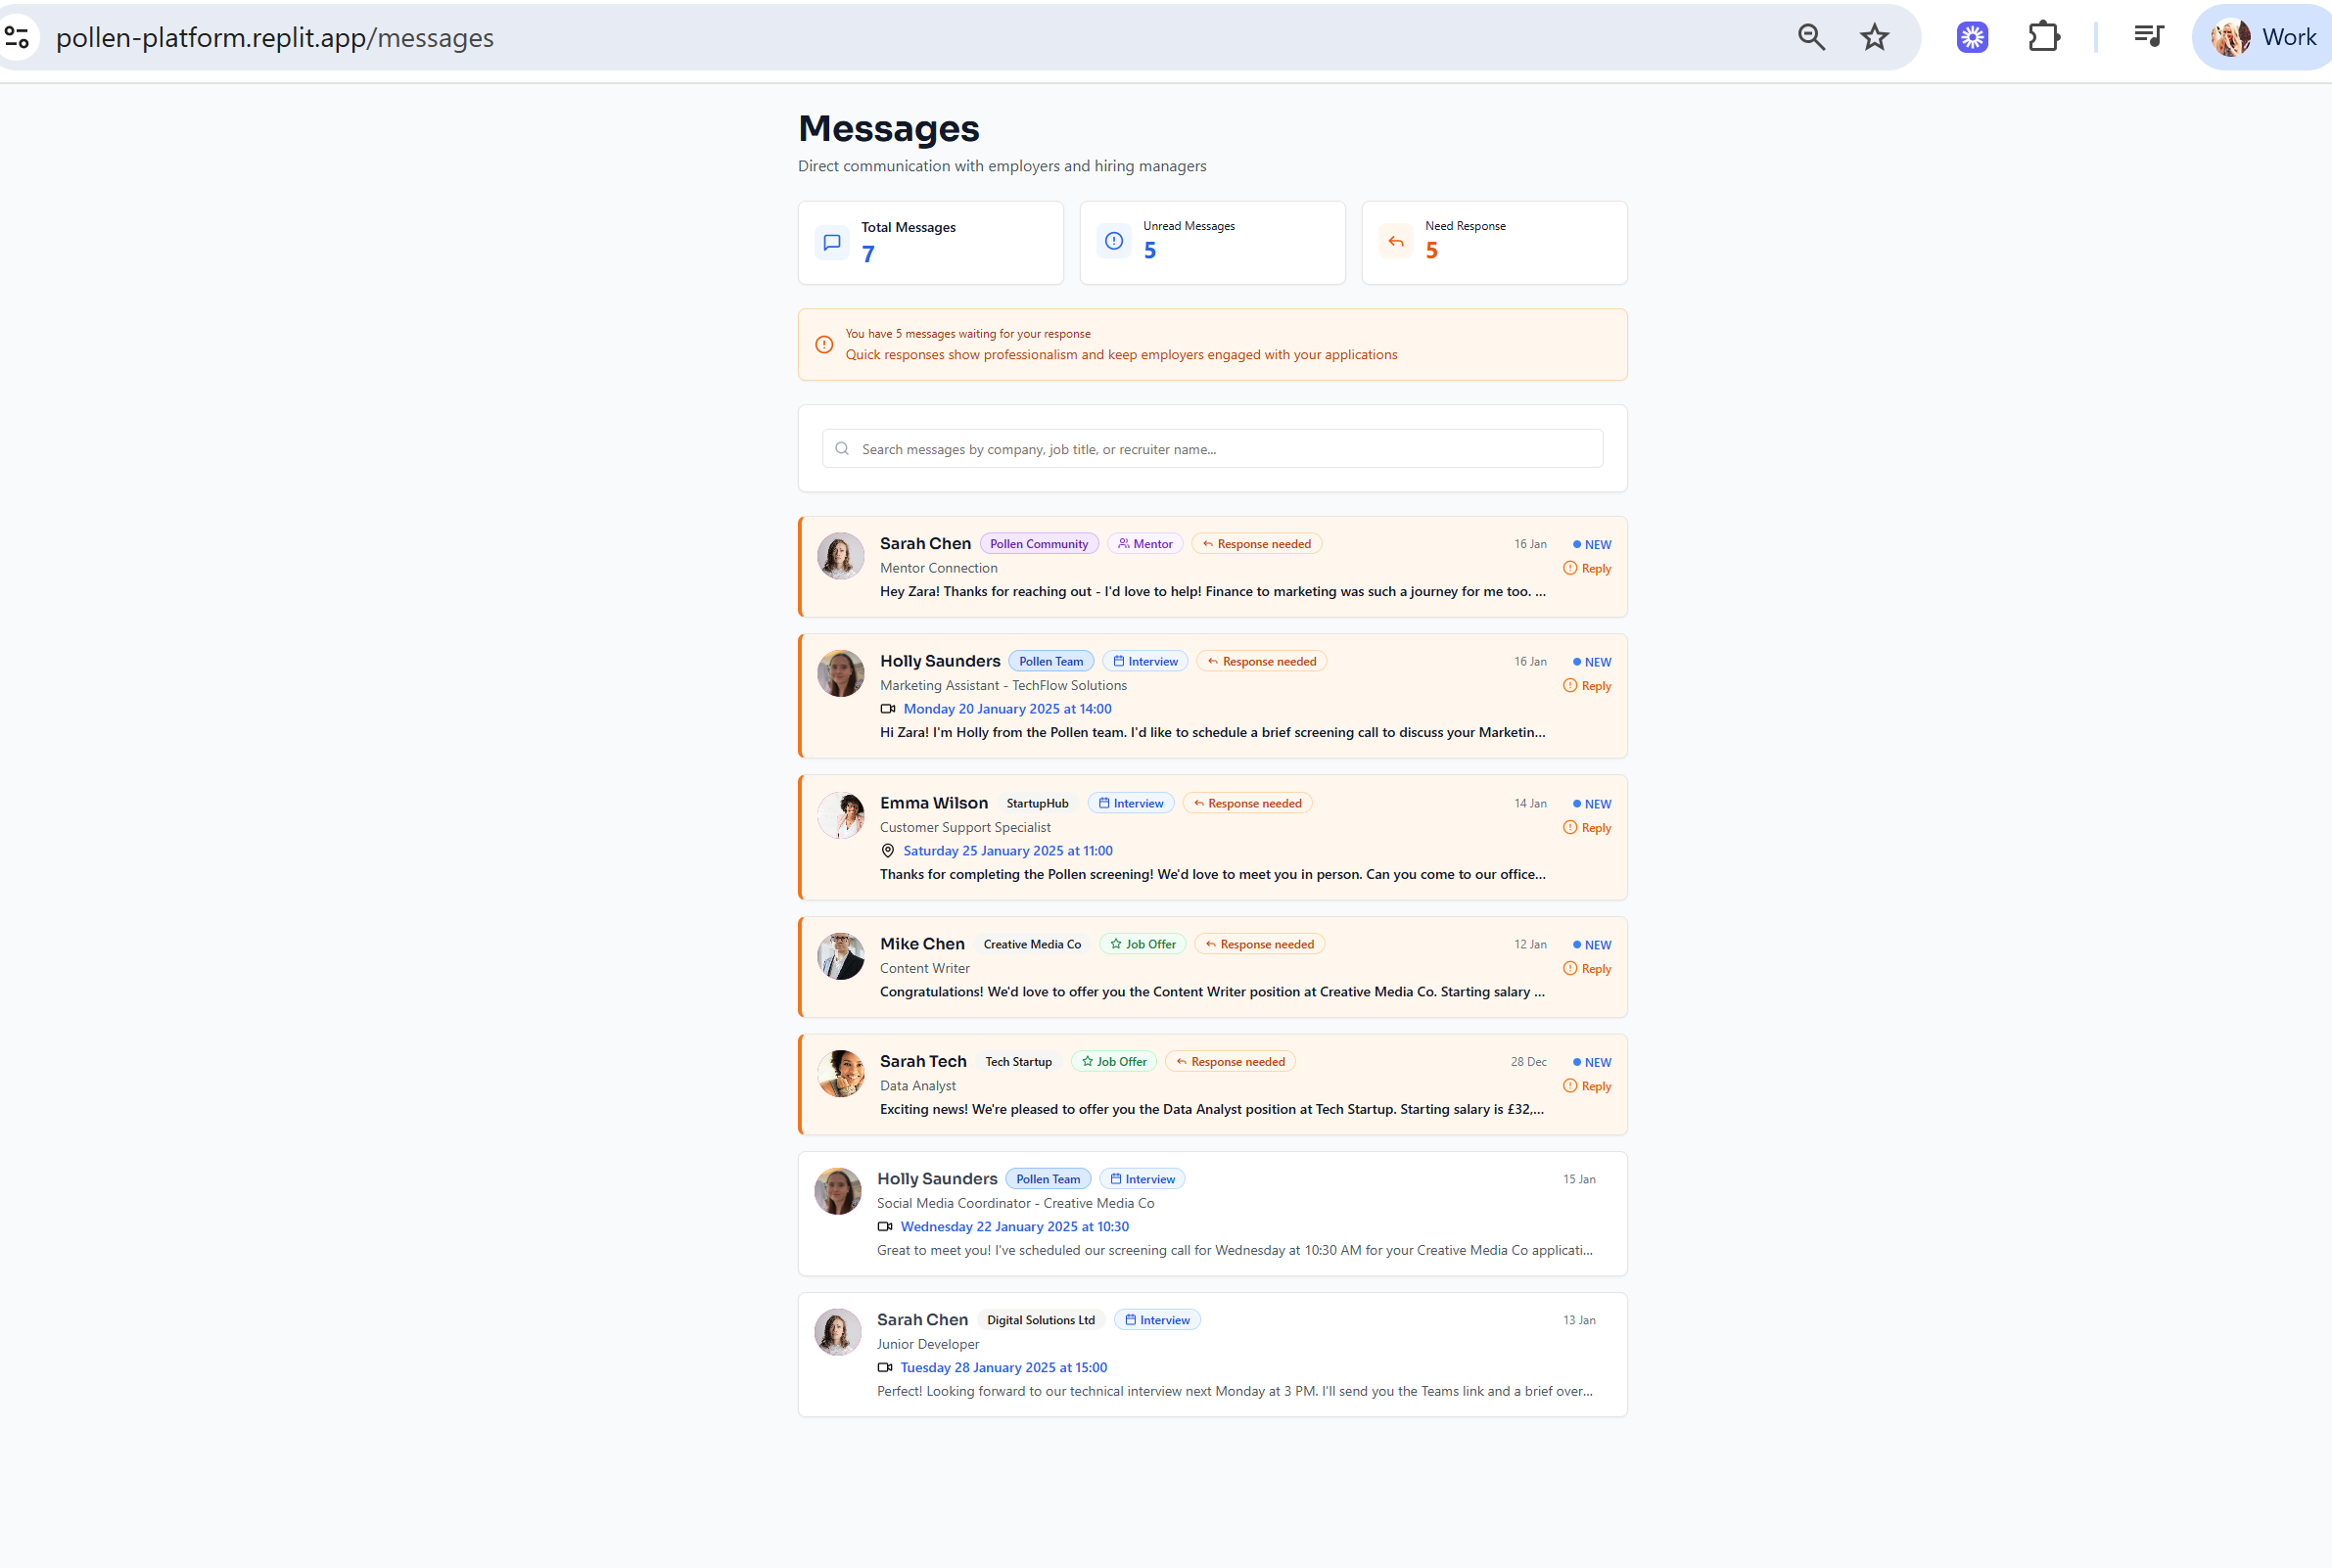 pollen-platform.replit.app/messages
Work
Messages
Direct communication with employers and hiring managers
Total Messages
7
Unread Messages
5
Need Response
5
You have 5 messages waiting for your response
Quick responses show professionalism and keep employers engaged with your applications
Search messages by company, job title, or recruiter name...
Sarah Chen Pollen Community Mentor Response needed 16 Jan NEW
Mentor Connection Reply
Hey Zara! Thanks for reaching out - I'd love to help! Finance to marketing was such a journey for me too. ...
Holly Saunders Pollen Team Interview Response needed 16 Jan NEW
Marketing Assistant - TechFlow Solutions Reply
Monday 20 January 2025 at 14:00
Hi Zara! I'm Holly from the Pollen team. I'd like to schedule a brief screening call to discuss your Marketin...
Emma Wilson StartupHub Interview Response needed 14 Jan NEW
Customer Support Specialist Reply
Saturday 25 January 2025 at 11:00
Thanks for completing the Pollen screening! We'd love to meet you in person. Can you come to our office...
Mike Chen Creative Media Co Job Offer Response needed 12 Jan NEW
Content Writer Reply
Congratulations! We'd love to offer you the Content Writer position at Creative Media Co. Starting salary ...
Sarah Tech Tech Startup Job Offer Response needed 28 Dec NEW
Data Analyst Reply
Exciting news! We're pleased to offer you the Data Analyst position at Tech Startup. Starting salary is £32,...
Holly Saunders Pollen Team Interview 15 Jan
Social Media Coordinator - Creative Media Co
Wednesday 22 January 2025 at 10:30
Great to meet you! I've scheduled our screening call for Wednesday at 10:30 AM for your Creative Media Co applicati...
Sarah Chen Digital Solutions Ltd Interview 13 Jan
Junior Developer
Tuesday 28 January 2025 at 15:00
Perfect! Looking forward to our technical interview next Monday at 3 PM. I'll send you the Teams link and a brief over...